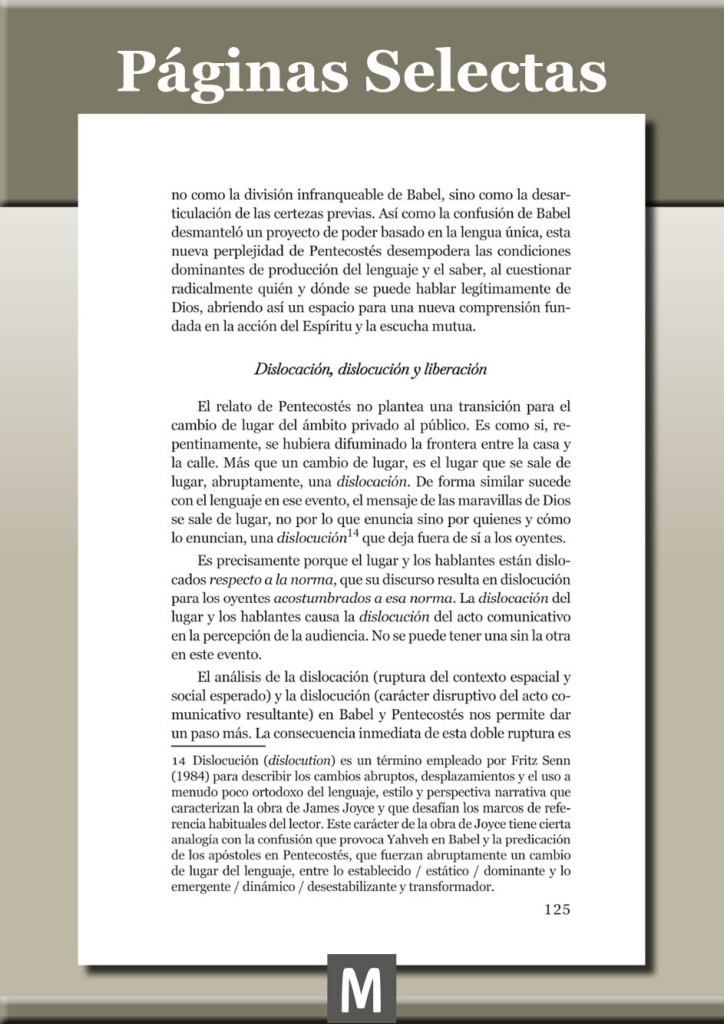 Páginas Selectas
no como la división infranqueable de Babel, sino como la desar-
ticulación de las certezas previas. Así como la confusión de Babel
desmanteló un proyecto de poder basado en la lengua única, esta
nueva perplejidad de Pentecostés desempodera las condiciones
dominantes de producción del lenguaje y el saber, al cuestionar
radicalmente quién y dónde se puede hablar legítimamente de
Dios, abriendo así un espacio para una nueva comprensión fun-
dada en la acción del Espíritu y la escucha mutua.
Dislocación, dislocución y liberación
El relato de Pentecostés no plantea una transición para el
cambio de lugar del ámbito privado al público. Es como si, re-
pentinamente, se hubiera difuminado la frontera entre la casa y
la calle. Más que un cambio de lugar, es el lugar que se sale de
lugar, abruptamente, una dislocación. De forma similar sucede
con el lenguaje en ese evento, el mensaje de las maravillas de Dios
se sale de lugar, no por lo que enuncia sino por quienes y cómo
lo enuncian, una dislocución14 que deja fuera de sí a los oyentes.
Es precisamente porque el lugar y los hablantes están dislo-
cados respecto a la norma, que su discurso resulta en dislocución
para los oyentes acostumbrados a esa norma. La dislocación del
lugar y los hablantes causa la dislocución del acto comunicativo
en la percepción de la audiencia. No se puede tener una sin la otra
en este evento.
El análisis de la dislocación (ruptura del contexto espacial y
social esperado) y la dislocución (carácter disruptivo del acto co-
municativo resultante) en Babel y Pentecostés nos permite dar
un paso más. La consecuencia inmediata de esta doble ruptura es
14 Dislocución (dislocution) es un término empleado por Fritz Senn
(1984) para describir los cambios abruptos, desplazamientos y el uso a
menudo poco ortodoxo del lenguaje, estilo y perspectiva narrativa que
caracterizan la obra de James Joyce y que desafían los marcos de refe-
rencia habituales del lector. Este carácter de la obra de Joyce tiene cierta
analogía con la confusión que provoca Yahveh en Babel y la predicación
de los apóstoles en Pentecostés, que fuerzan abruptamente un cambio
de lugar del lenguaje, entre lo establecido / estático / dominante y lo
emergente / dinámico / desestabilizante y transformador.
125
M